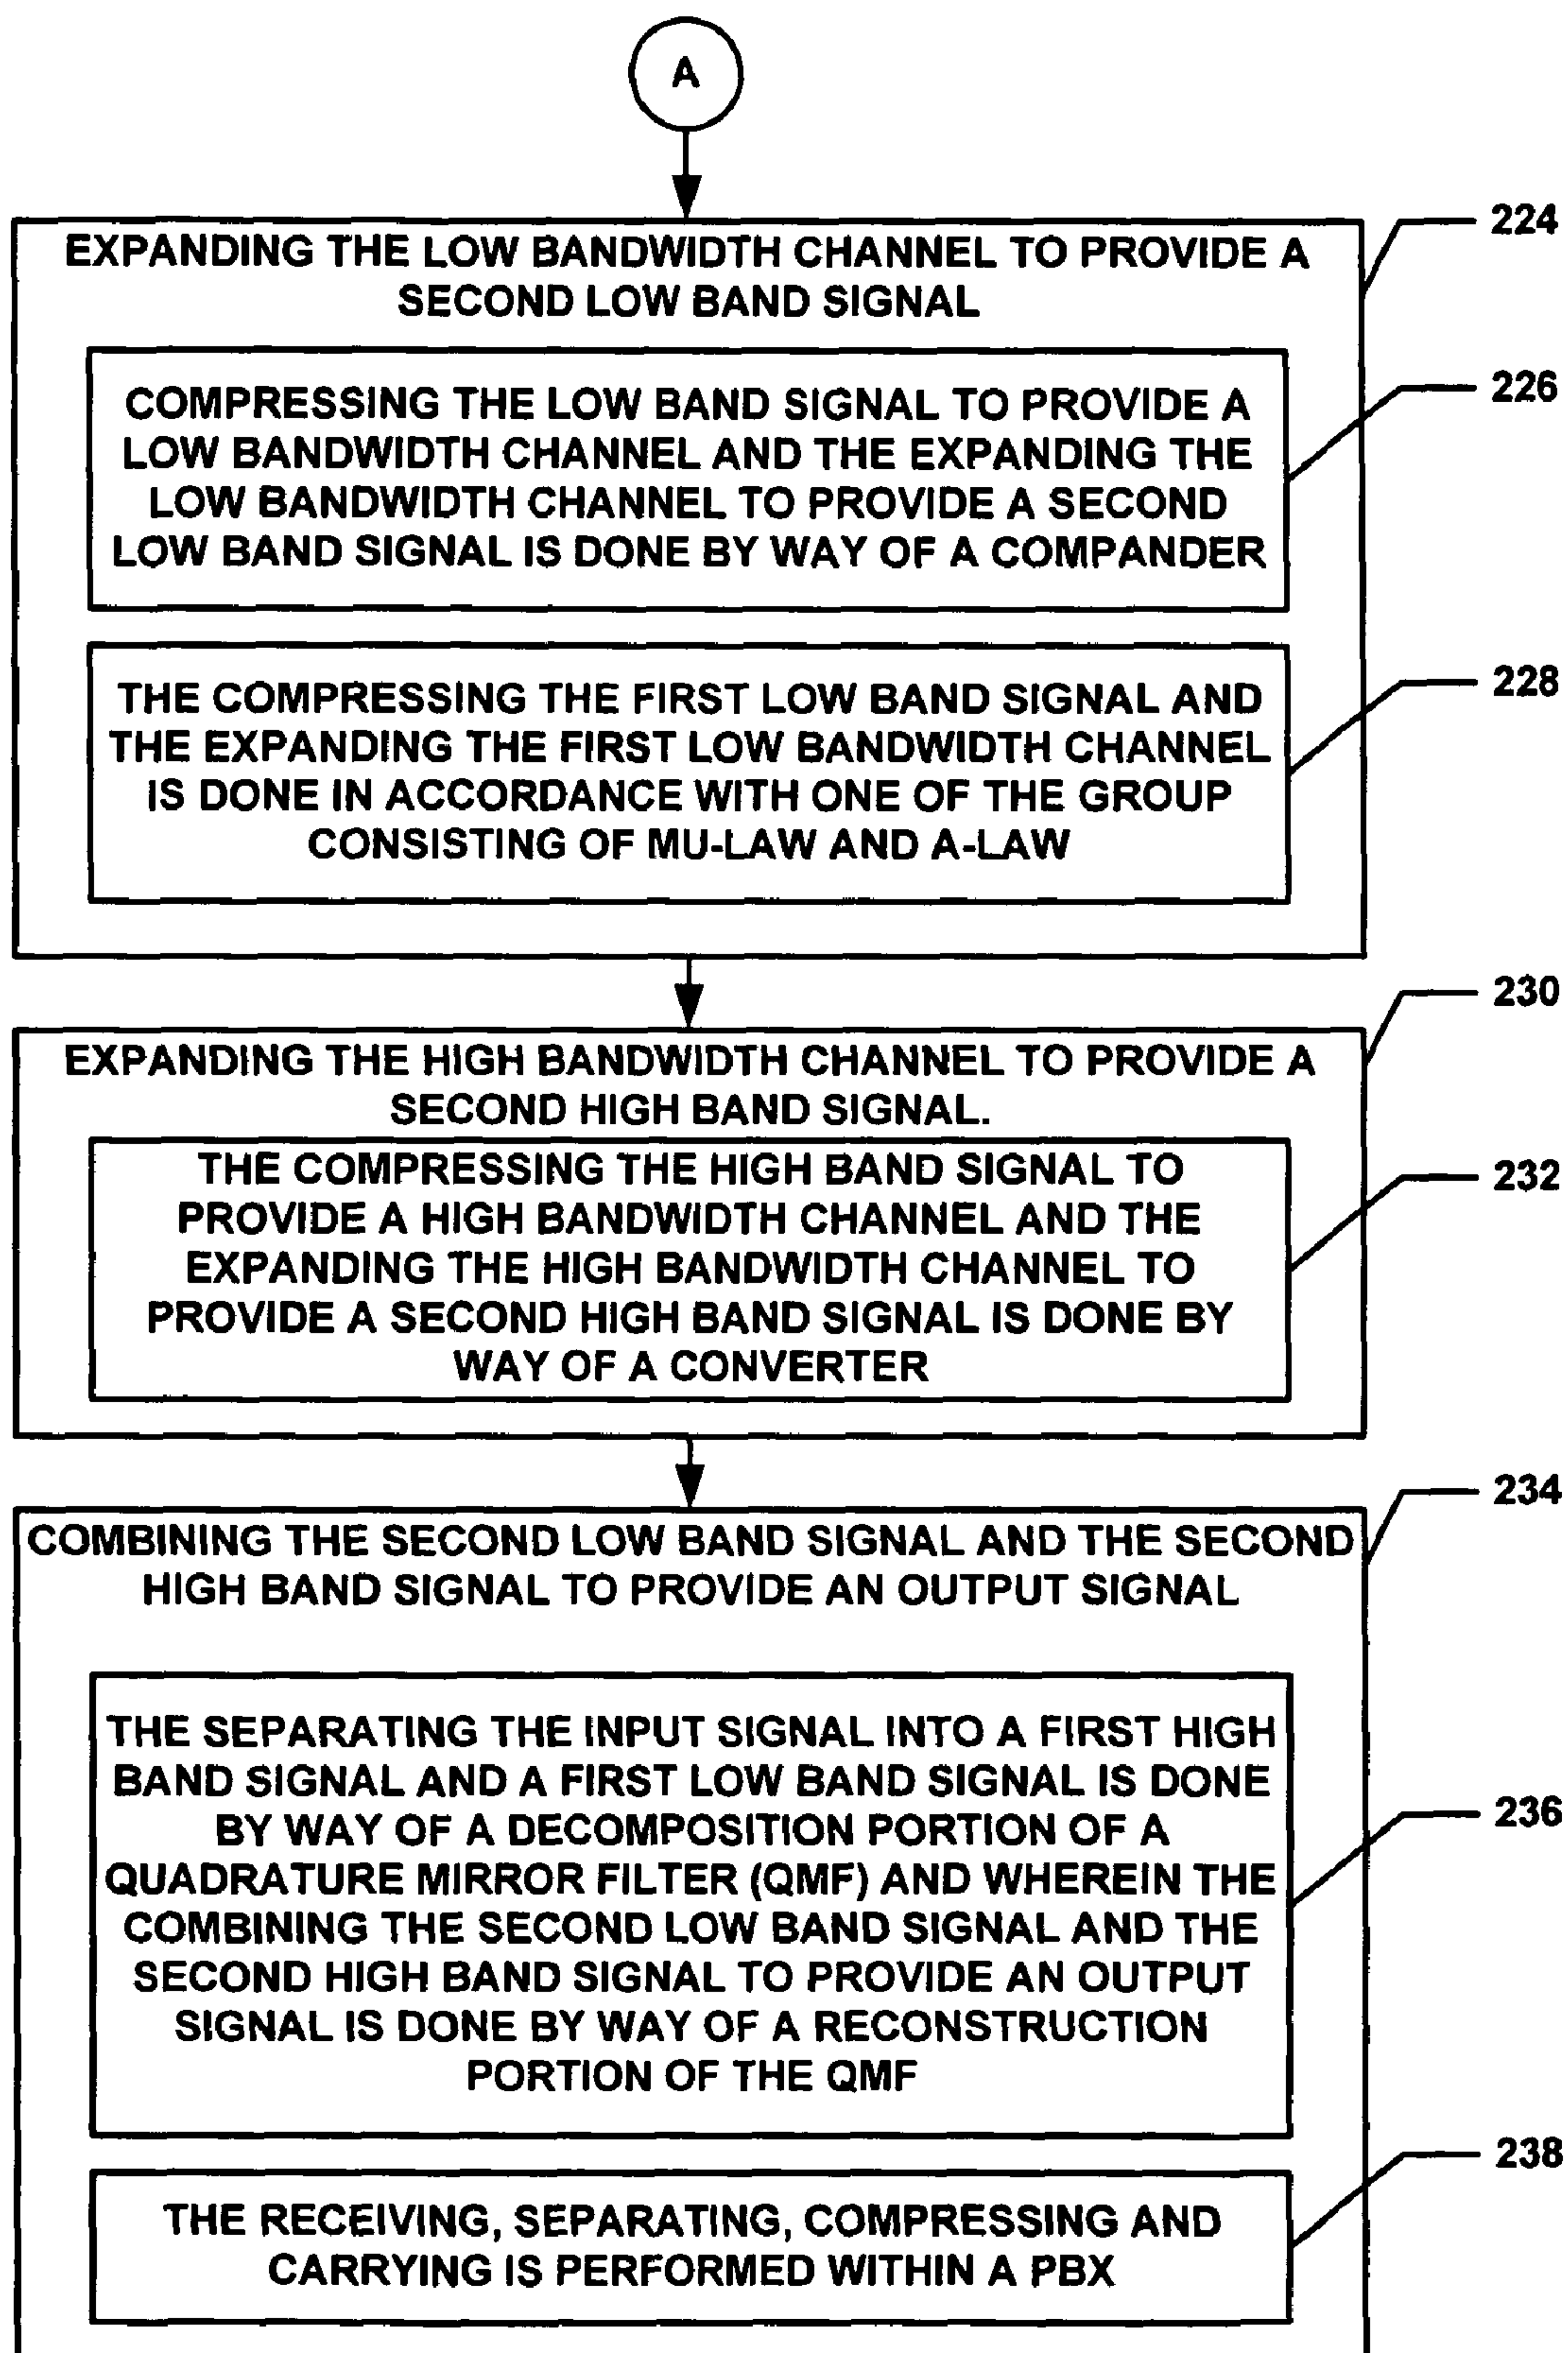 A
224
EXPANDING THE LOW BANDWIDTH CHANNEL TO PROVIDE A
SECOND LOW BAND SIGNAL
226
COMPRESSING THE LOW BAND SIGNAL TO PROVIDE A
LOW BANDWIDTH CHANNEL AND THE EXPANDING THE
LOW BANDWIDTH CHANNEL TO PROVIDE A SECOND
LOW BAND SIGNAL IS DONE BY WAY OF A COMPANDER
228
THE COMPRESSING THE FIRST LOW BAND SIGNAL AND
THE EXPANDING THE FIRST LOW BANDWIDTH CHANNEL
IS DONE IN ACCORDANCE WITH ONE OF THE GROUP
CONSISTING OF MU-LAW AND A-LAW
230
EXPANDING THE HIGH BANDWIDTH CHANNEL TO PROVIDE A
SECOND HIGH BAND SIGNAL.
232
THE COMPRESSING THE HIGH BAND SIGNAL TO
PROVIDE A HIGH BANDWIDTH CHANNEL AND THE
EXPANDING THE HIGH BANDWIDTH CHANNEL TO
PROVIDE A SECOND HIGH BAND SIGNAL IS DONE BY
WAY OF A CONVERTER
234
COMBINING THE SECOND LOW BAND SIGNAL AND THE SECOND
HIGH BAND SIGNAL TO PROVIDE AN OUTPUT SIGNAL
236
THE SEPARATING THE INPUT SIGNAL INTO A FIRST HIGH
BAND SIGNAL AND A FIRST LOW BAND SIGNAL IS DONE
BY WAY OF A DECOMPOSITION PORTION OF A
QUADRATURE MIRROR FILTER (QMF) AND WHEREIN THE
COMBINING THE SECOND LOW BAND SIGNAL AND THE
SECOND HIGH BAND SIGNAL TO PROVIDE AN OUTPUT
SIGNAL IS DONE BY WAY OF A RECONSTRUCTION
PORTION OF THE QMF
238
THE RECEIVING, SEPARATING, COMPRESSING AND
CARRYING IS PERFORMED WITHIN A PBX